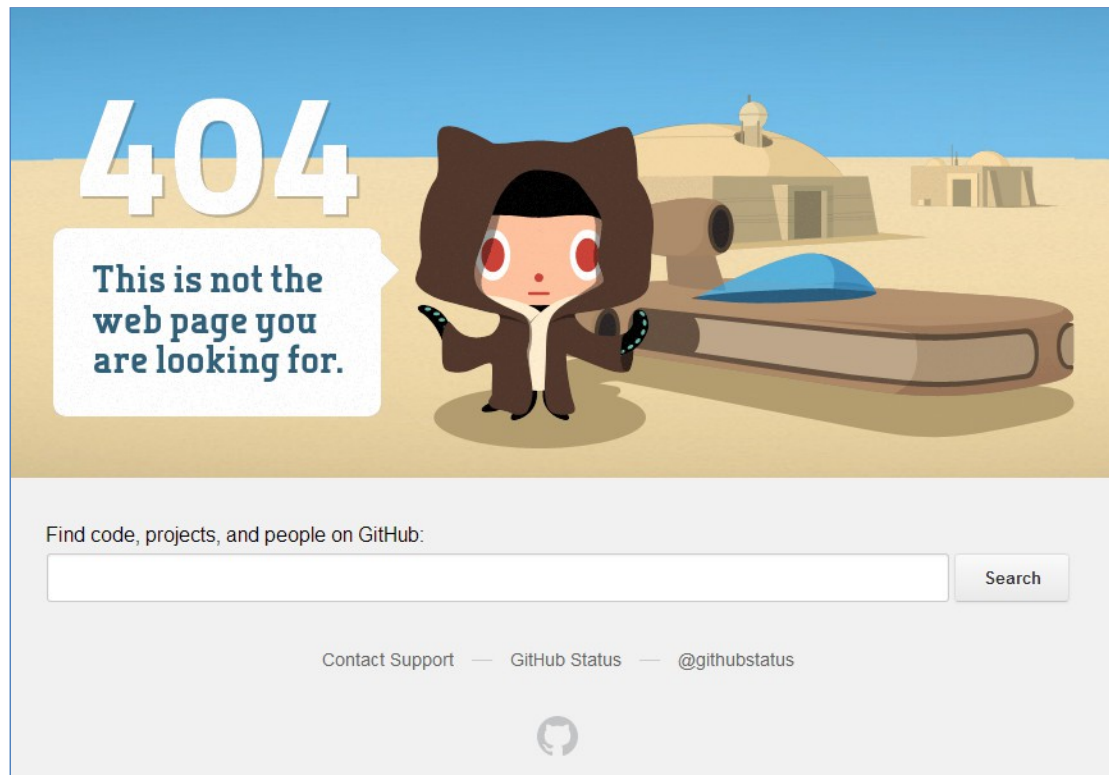 404
This is not the
web page you
are looking for.
Find code, projects, and people on GitHub:
Search
Contact Support — GitHub Status — @githubstatus